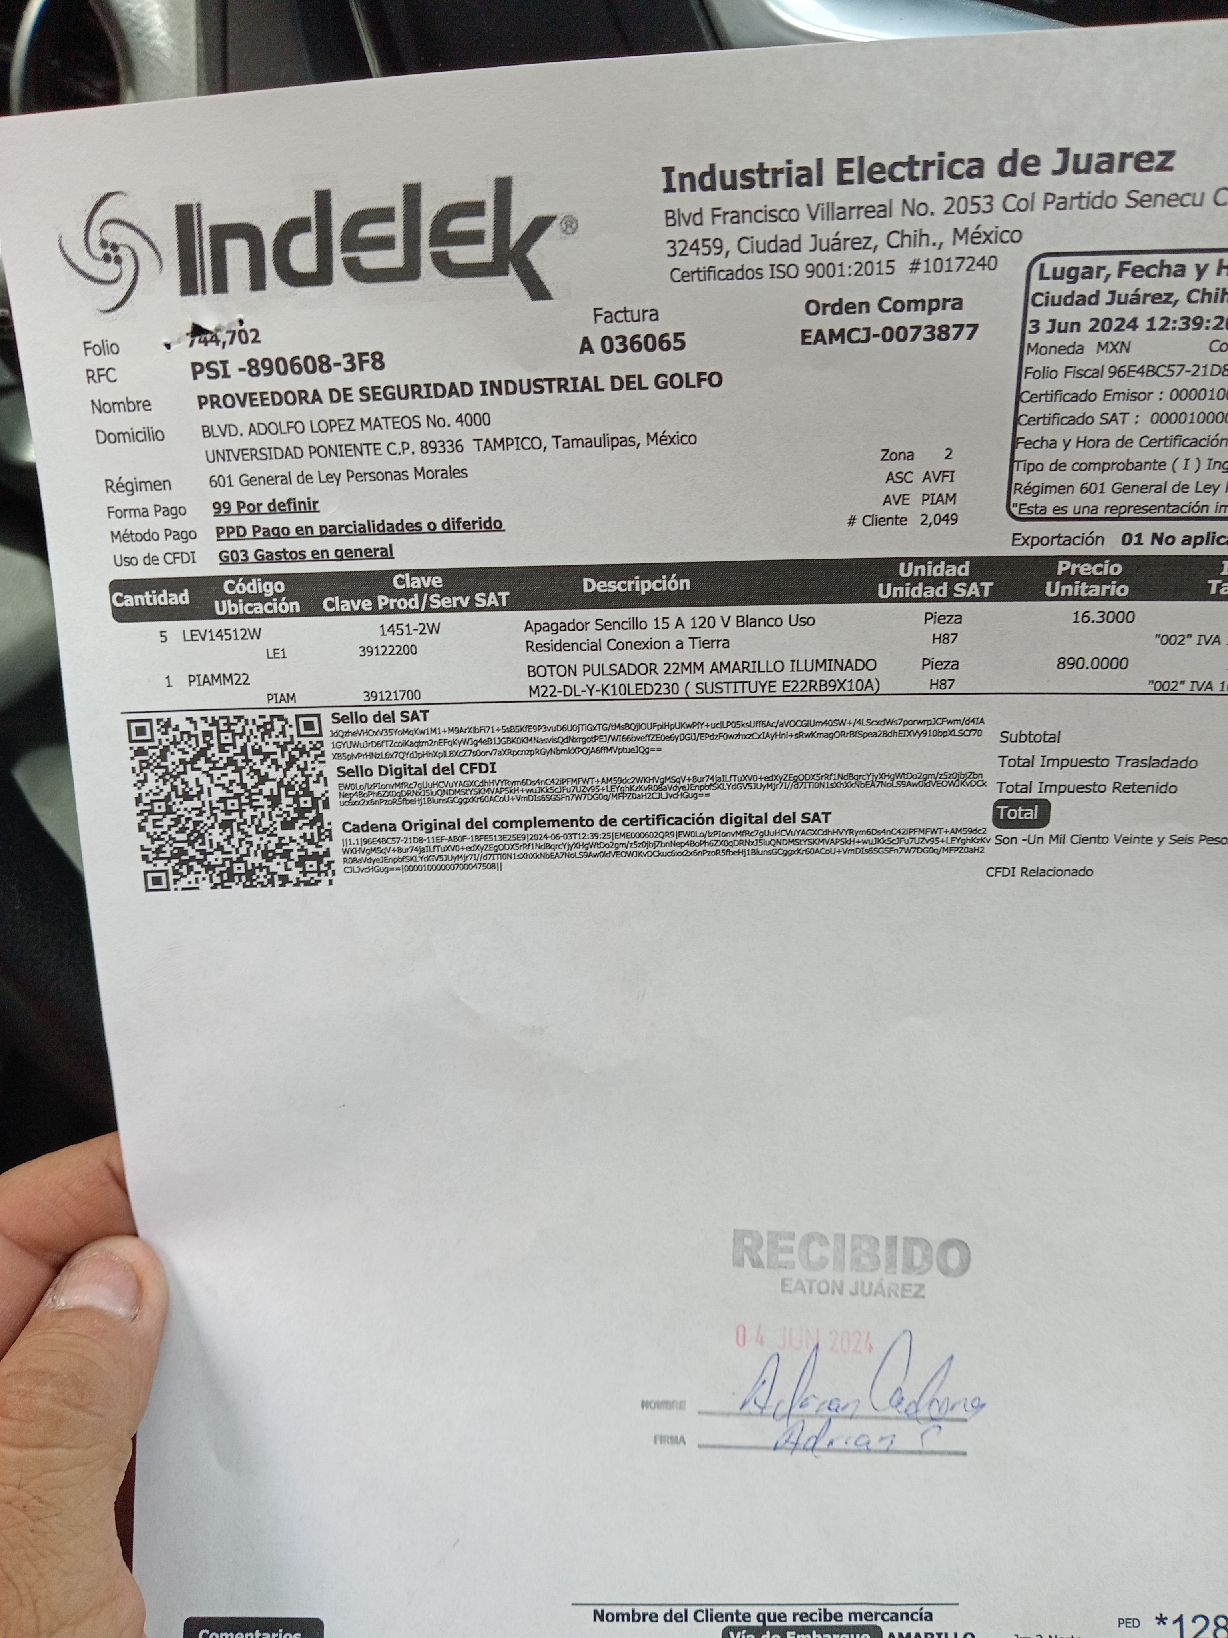 IndElEk®
Industrial Electrica de Juarez
Blvd Francisco Villarreal No. 2053 Col Partido Senecu C
32459, Ciudad Juárez, Chih., México
Certificados ISO 9001:2015 #1017240
Lugar, Fecha y H
Ciudad Juárez, Chih
3 Jun 2024 12:39:2
Moneda MXN Co
Folio Fiscal 96E4BC57-21D8
Certificado Emisor : 0000100
Certificado SAT : 000010000
Fecha y Hora de Certificación
Tipo de comprobante ( I ) Ing
Régimen 601 General de Ley
"Esta es una representación im
Exportación 01 No aplica
Folio 744,702
Factura
A 036065
Orden Compra
EAMCJ-0073877
RFC PSI -890608-3F8
Nombre PROVEEDORA DE SEGURIDAD INDUSTRIAL DEL GOLFO
Domicilio BLVD. ADOLFO LOPEZ MATEOS No. 4000
UNIVERSIDAD PONIENTE C.P. 89336 TAMPICO, Tamaulipas, México
Régimen 601 General de Ley Personas Morales
Forma Pago 99 Por definir
Método Pago PPD Pago en parcialidades o diferido
Uso de CFDI G03 Gastos en general
Zona 2
ASC AVFI
AVE PIAM
# Cliente 2,049
Cantidad Código Ubicación Clave Clave Prod/Serv SAT Descripción Unidad Unidad SAT Precio Unitario
5 LEV14512W 1451-2W Apagador Sencillo 15 A 120 V Blanco Uso Pieza 16.3000
LE1 39122200 Residencial Conexion a Tierra H87 "002" IVA
1 PIAMM22 BOTON PULSADOR 22MM AMARILLO ILUMINADO Pieza 890.0000
PIAM 39121700 M22-DL-Y-K10LED230 ( SUSTITUYE E22RB9X10A) H87 "002" IVA 1
Sello del SAT
Sello Digital del CFDI
Cadena Original del complemento de certificación digital del SAT
Subtotal
Total Impuesto Trasladado
Total Impuesto Retenido
Total
Son -Un Mil Ciento Veinte y Seis Peso
CFDI Relacionado
RECIBIDO
EATON JUÁREZ
04 JUN 2024
NOMBRE Adrian Cadena
FIRMA Adrian C
Nombre del Cliente que recibe mercancía
Comentarios
Vía de Embarque AMARILLO
PED *128